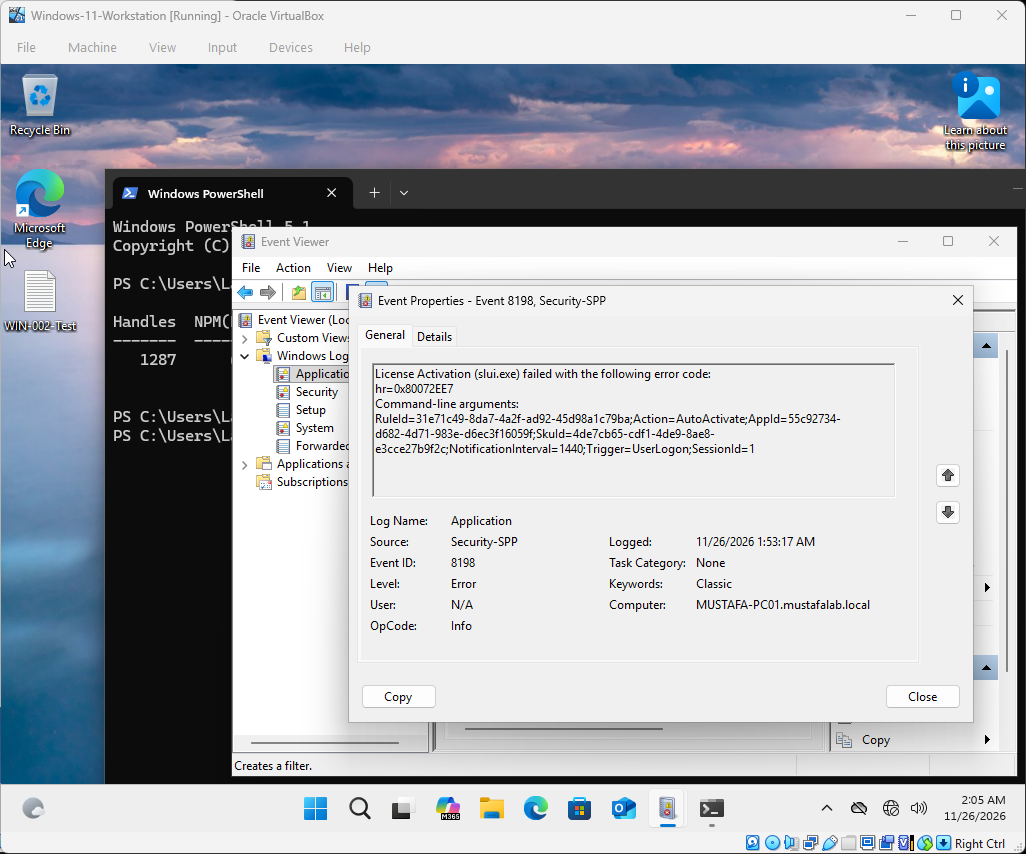 Windows-11-Workstation [Running] - Oracle VirtualBox
File Machine View Input Devices Help
Recycle Bin
Learn about
this picture
Microsoft
Edge
WIN-002-Test
Windows PowerShell
Windows PowerShell 5.1
Copyright (C)
PS C:\Users\La
Handles NPM(
------- ----
1287
PS C:\Users\La
PS C:\Users\La
Event Viewer
File Action View Help
Event Viewer (Loc
Custom Views
Windows Log
Applicatio
Security
Setup
System
Forwarded
Applications a
Subscriptions
Event Properties - Event 8198, Security-SPP
General Details
License Activation (slui.exe) failed with the following error code:
hr=0x80072EE7
Command-line arguments:
RuleId=31e71c49-8da7-4a2f-ad92-45d98a1c79ba;Action=AutoActivate;AppId=55c92734-
d682-4d71-983e-d6ec3f16059f;SkuId=4de7cb65-cdf1-4de9-8ae8-
e3cce27b9f2c;NotificationInterval=1440;Trigger=UserLogon;SessionId=1
Log Name: Application
Source: Security-SPP Logged: 11/26/2026 1:53:17 AM
Event ID: 8198 Task Category: None
Level: Error Keywords: Classic
User: N/A Computer: MUSTAFA-PC01.mustafalab.local
OpCode: Info
Copy Close
Copy
Creates a filter.
M365
2:05 AM
11/26/2026
Right Ctrl